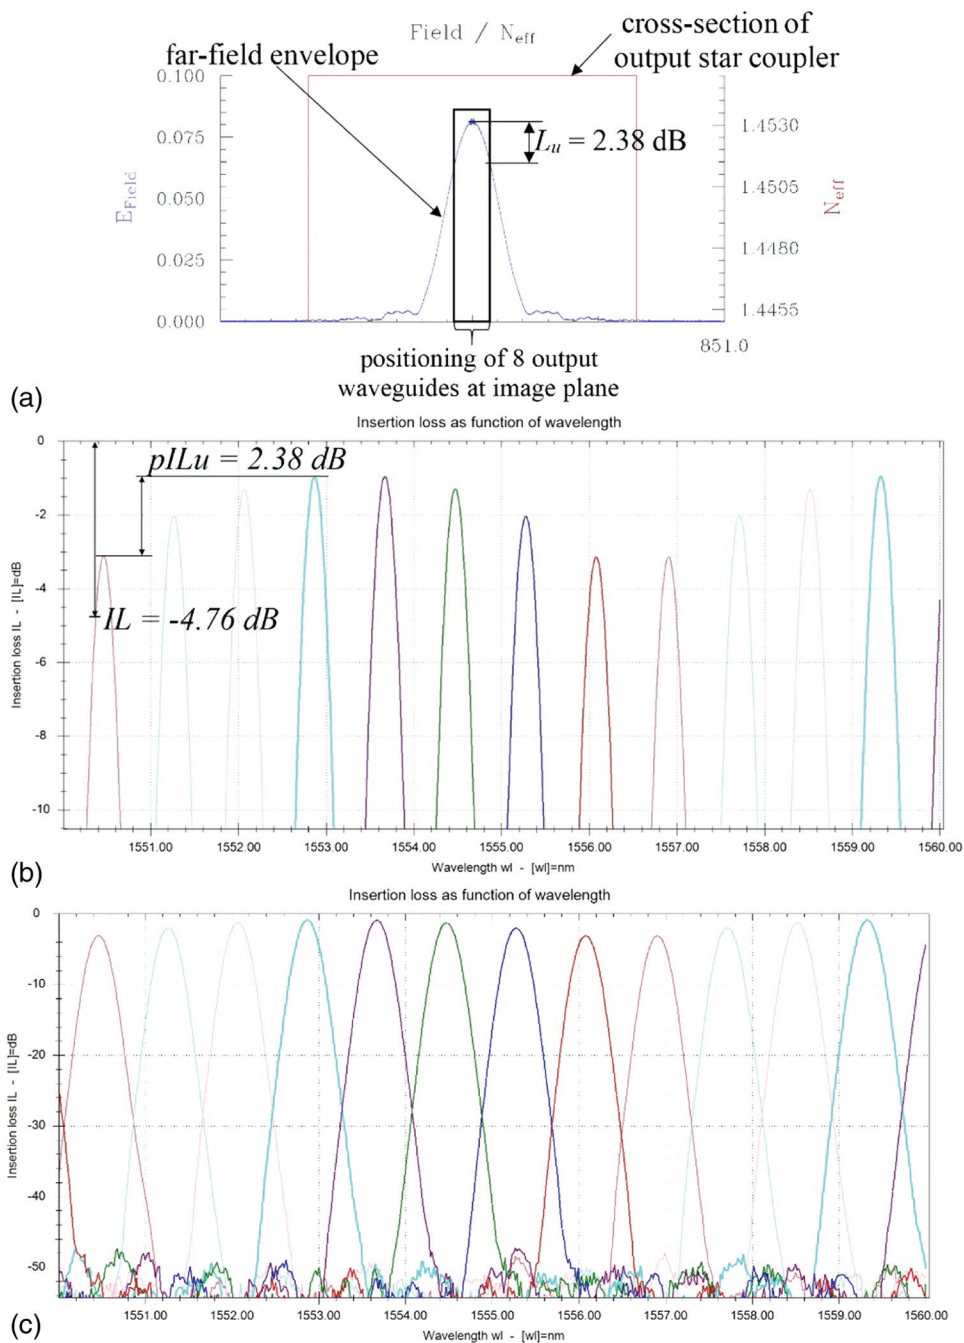 Field / Neff
cross-section of
output star coupler
far-field envelope
0.100
0.075
0.050
0.025
0.000
EField
Lu = 2.38 dB
1.4530
1.4505
1.4480
1.4455
Neff
851.0
positioning of 8 output
waveguides at image plane
(a)
Insertion loss as function of wavelength
0
-2
-4
-6
-8
-10
Insertion loss IL - [IL]=dB
pILu = 2.38 dB
IL = -4.76 dB
1551.00 1552.00 1553.00 1554.00 1555.00 1556.00 1557.00 1558.00 1559.00 1560.00
Wavelength wl - [wl]=nm
(b)
Insertion loss as function of wavelength
0
-10
-20
-30
-40
-50
Insertion loss IL - [IL]=dB
1551.00 1552.00 1553.00 1554.00 1555.00 1556.00 1557.00 1558.00 1559.00 1560.00
Wavelength wl - [wl]=nm
(c)